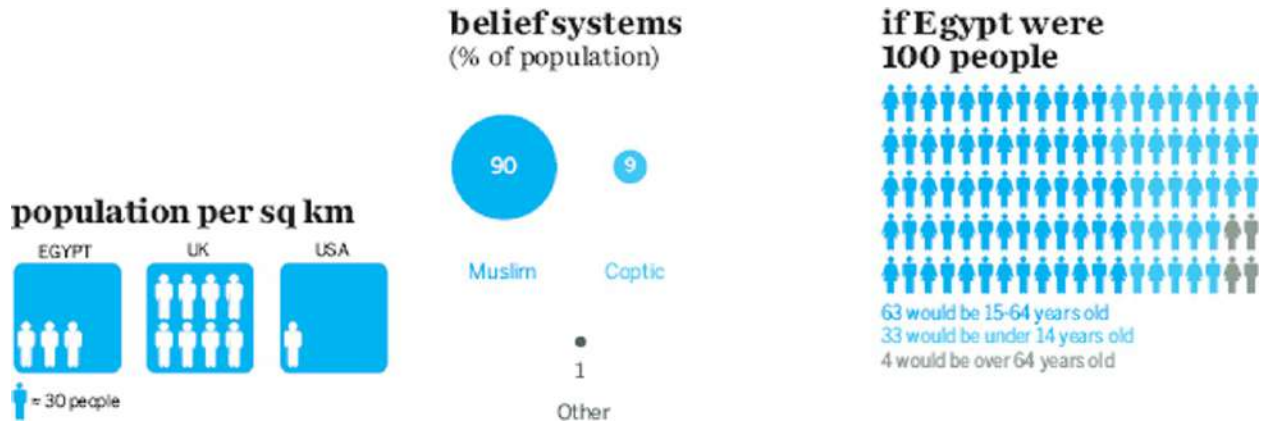 population per sq km
EGYPT
UK
USA
= 30 people
belief systems
(% of population)
90
9
Muslim
Coptic
1
Other
if Egypt were
100 people
63 would be 15-64 years old
33 would be under 14 years old
4 would be over 64 years old